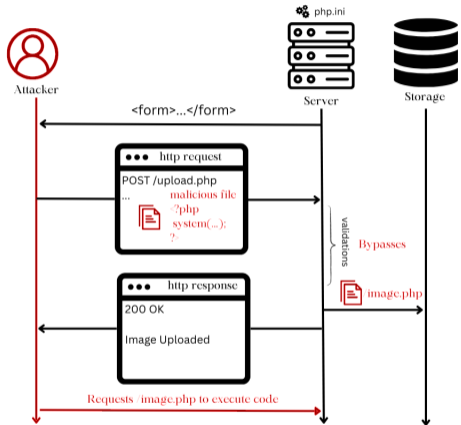 php.ini
Attacker
Server
Storage
<form>...</form>
http request
POST /upload.php
...
malicious file
<?php
system(...);
?>
validations
Bypasses
image.php
http response
200 OK
Image Uploaded
Requests /image.php to execute code